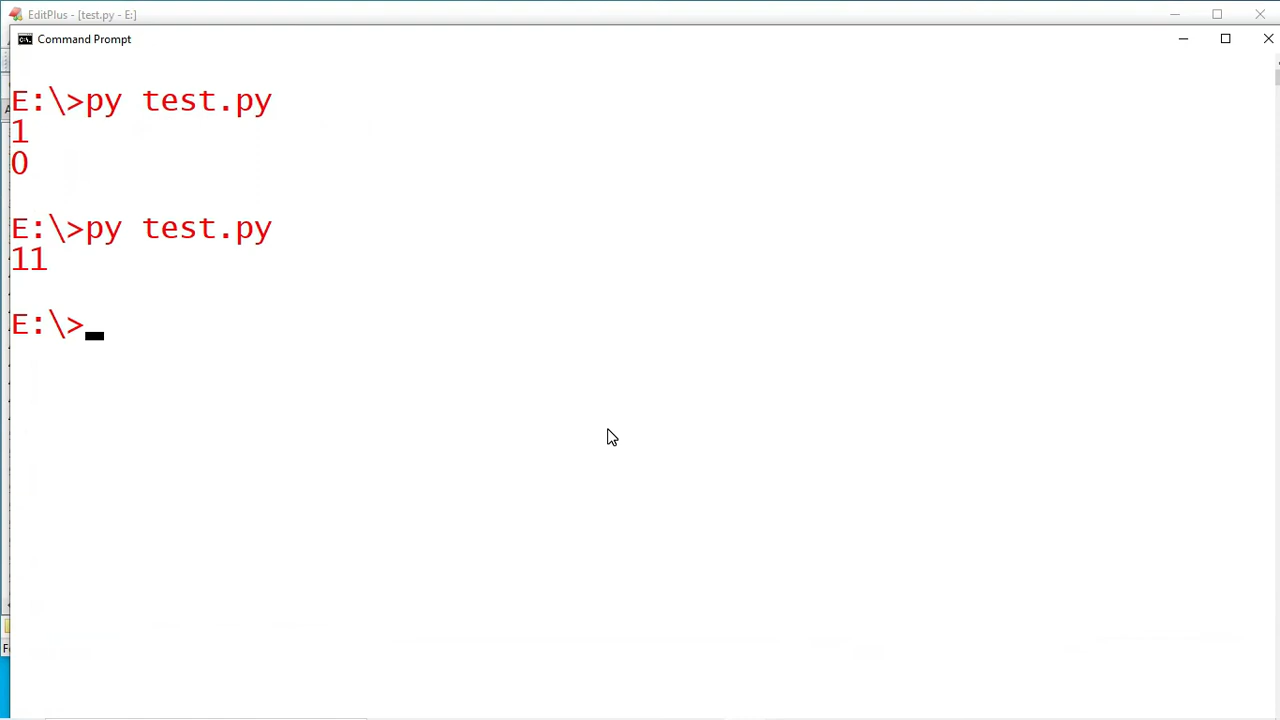 EditPlus - [test.py - E:]
Command Prompt
E:\>py test.py
1
0
E:\>py test.py
11
E:\>